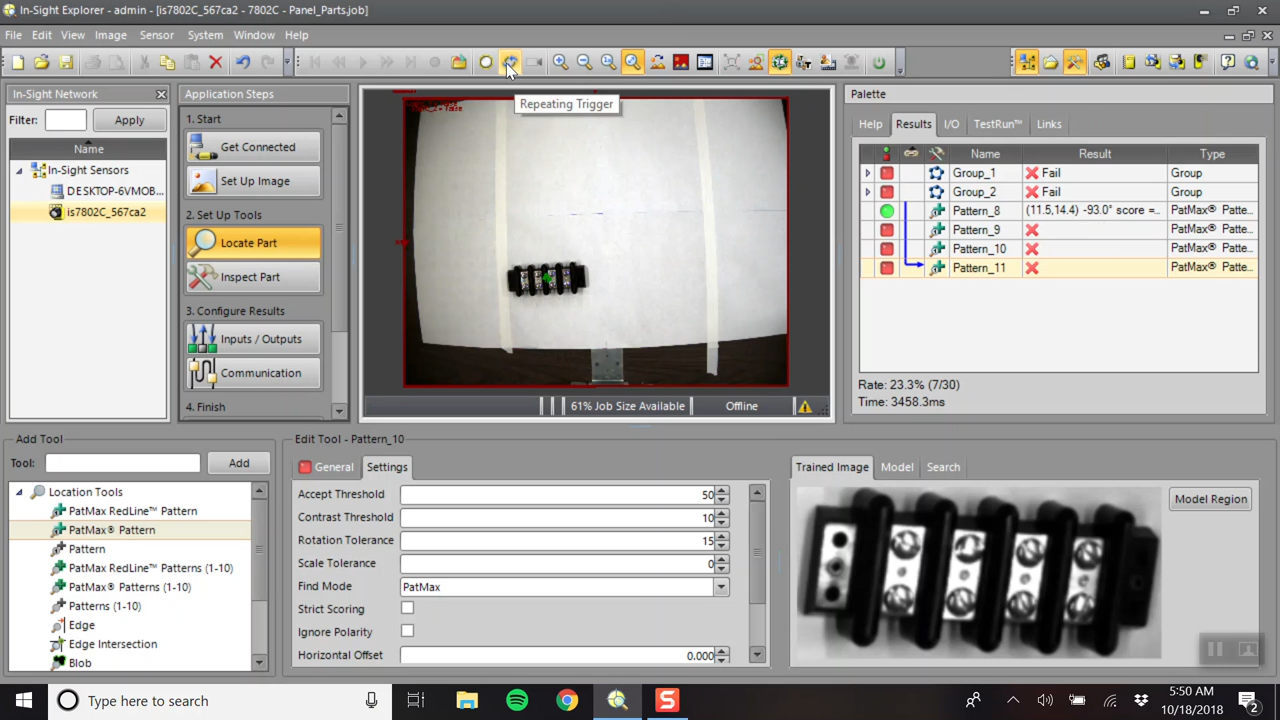 In-Sight Explorer - admin - [is7802C_567ca2 - 7802C - Panel_Parts.job]
File Edit View Image Sensor System Window Help
Repeating Trigger
In-Sight Network
Filter: Apply
Name
In-Sight Sensors
DESKTOP-6VMOB...
is7802C_567ca2
Application Steps
1. Start
Get Connected
Set Up Image
2. Set Up Tools
Locate Part
Inspect Part
3. Configure Results
Inputs / Outputs
Communication
4. Finish
61% Job Size Available Offline
Palette
Help Results I/O TestRun™ Links
Name Result Type
Group_1 Fail Group
Group_2 Fail Group
Pattern_8 (11.5,14.4) -93.0° score =... PatMax® Patte...
Pattern_9 PatMax® Patte...
Pattern_10 PatMax® Patte...
Pattern_11 PatMax® Patte...
Rate: 23.3% (7/30)
Time: 3458.3ms
Add Tool
Tool: Add
Location Tools
PatMax RedLine™ Pattern
PatMax® Pattern
Pattern
PatMax RedLine™ Patterns (1-10)
PatMax® Patterns (1-10)
Patterns (1-10)
Edge
Edge Intersection
Blob
Edit Tool - Pattern_10
General Settings
Accept Threshold 50
Contrast Threshold 10
Rotation Tolerance 15
Scale Tolerance 0
Find Mode PatMax
Strict Scoring
Ignore Polarity
Horizontal Offset 0.000
Trained Image Model Search
Model Region
Type here to search
5:50 AM
10/18/2018
2